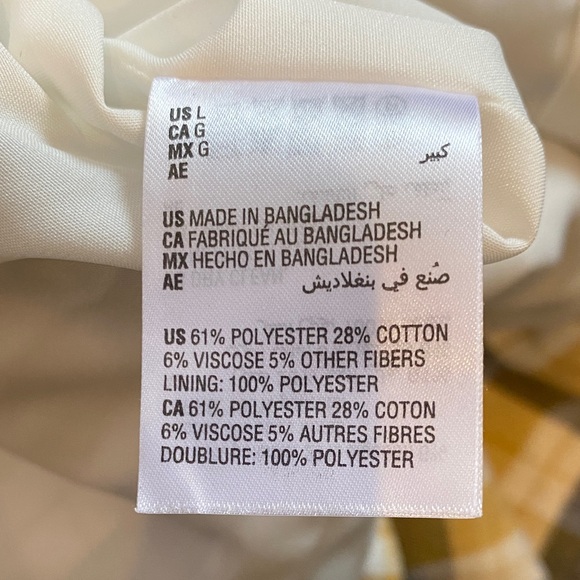 US L
CA G
MX G
AE كبير
US MADE IN BANGLADESH
CA FABRIQUÉ AU BANGLADESH
MX HECHO EN BANGLADESH
AE صُنع في بنغلاديش
US 61% POLYESTER 28% COTTON
6% VISCOSE 5% OTHER FIBERS
LINING: 100% POLYESTER
CA 61% POLYESTER 28% COTON
6% VISCOSE 5% AUTRES FIBRES
DOUBLURE: 100% POLYESTER